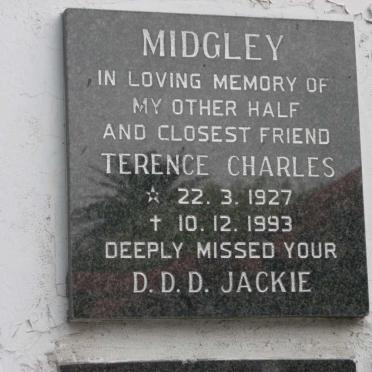 MIDGLEY
IN LOVING MEMORY OF
MY OTHER HALF
AND CLOSEST FRIEND
TERENCE CHARLES
☆ 22. 3. 1927
✝ 10. 12. 1993
DEEPLY MISSED YOUR
D. D. D. JACKIE